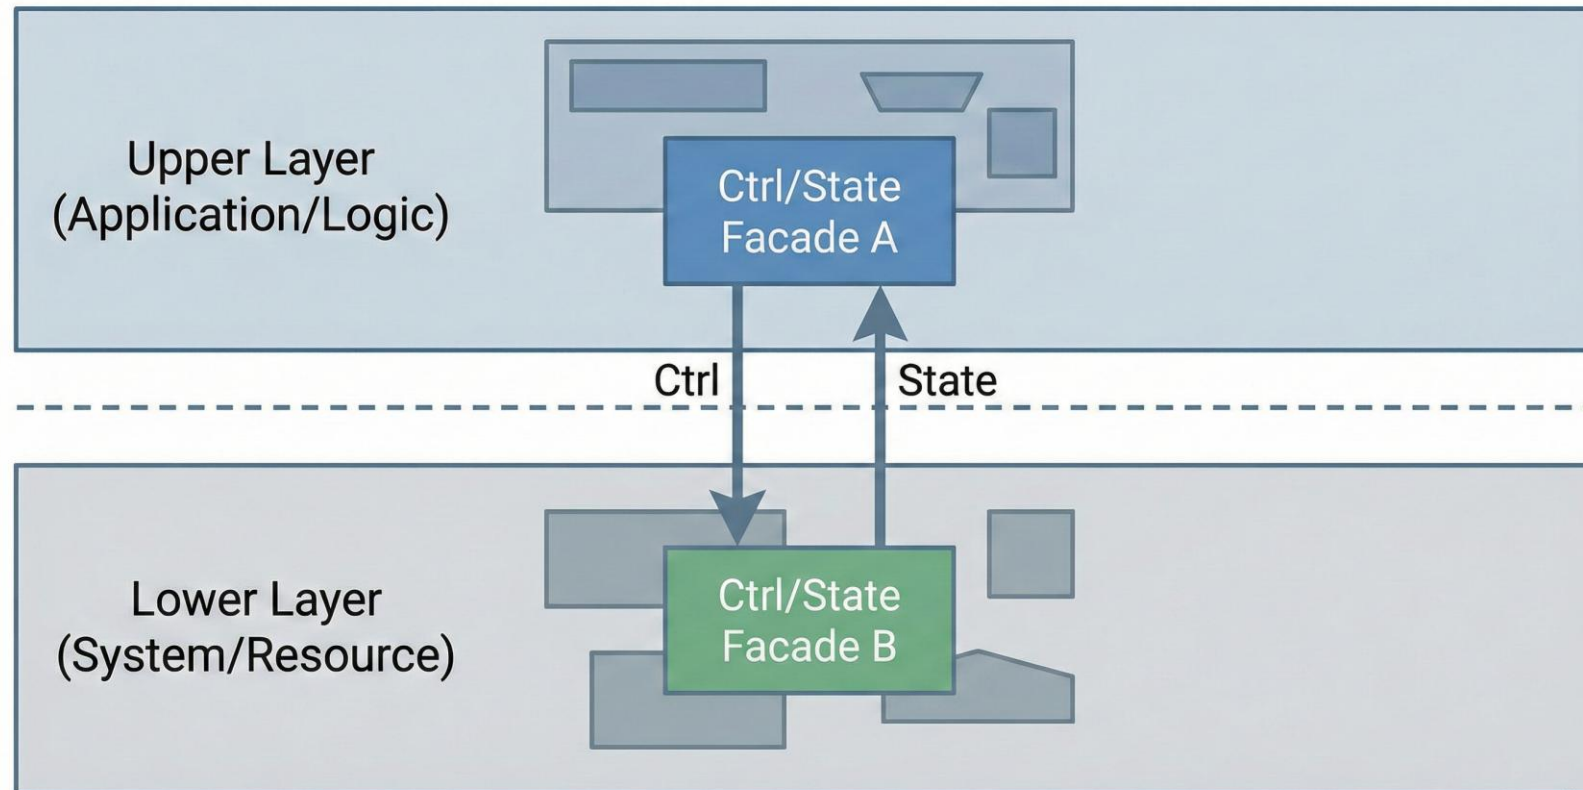 Upper Layer
(Application/Logic)
Ctrl/State
Facade A
Ctrl
State
Lower Layer
(System/Resource)
Ctrl/State
Facade B